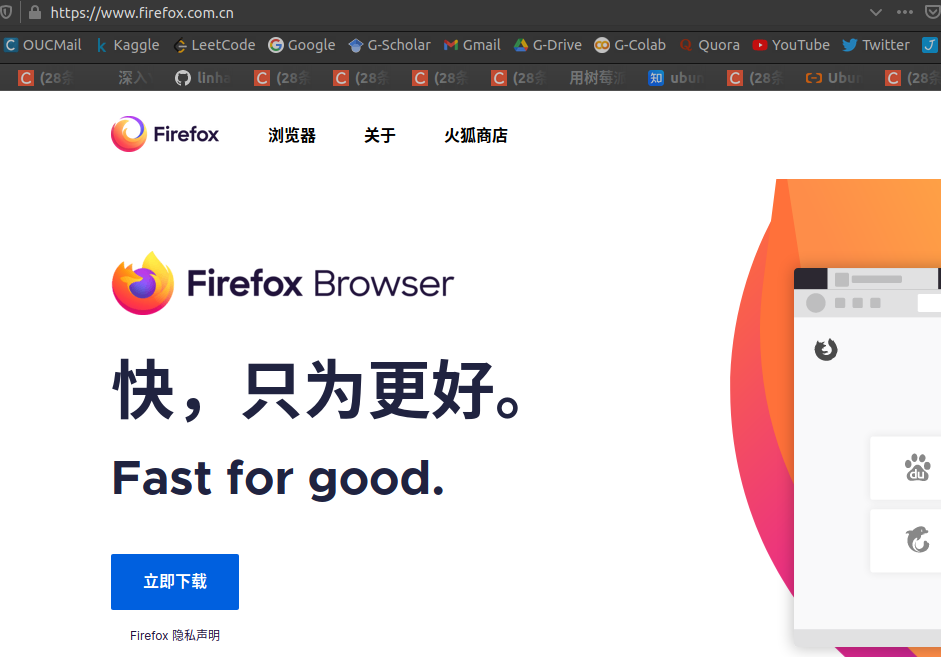 https://www.firefox.com.cn
OUCMail Kaggle LeetCode Google G-Scholar Gmail G-Drive G-Colab Quora YouTube Twitter
(28条 深入 linha (28条 (28条 (28条 (28条 用树莓派 知 ubun (28条 Ubun (28条
Firefox 浏览器 关于 火狐商店
Firefox Browser
快，只为更好。
Fast for good.
du
立即下载
Firefox 隐私声明